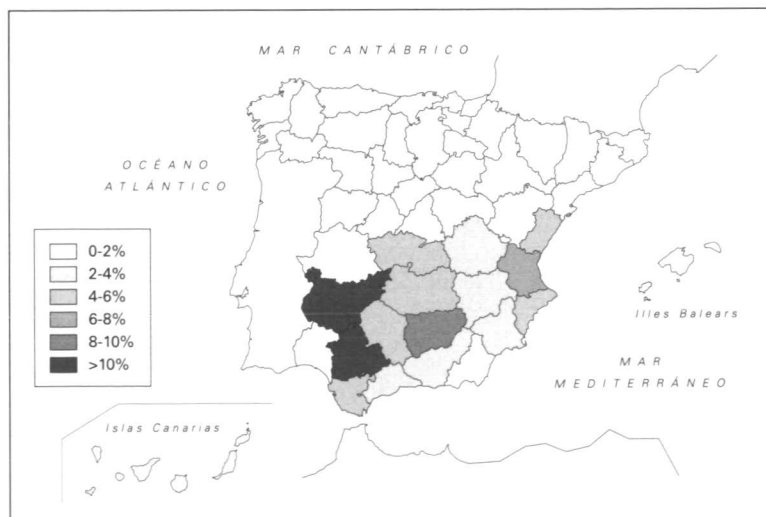 MAR CANTÁBRICO
OCÉANO
ATLÁNTICO
0-2%
2-4%
4-6%
6-8%
8-10%
>10%
Illes Balears
MAR
MEDITERRÁNEO
Islas Canarias